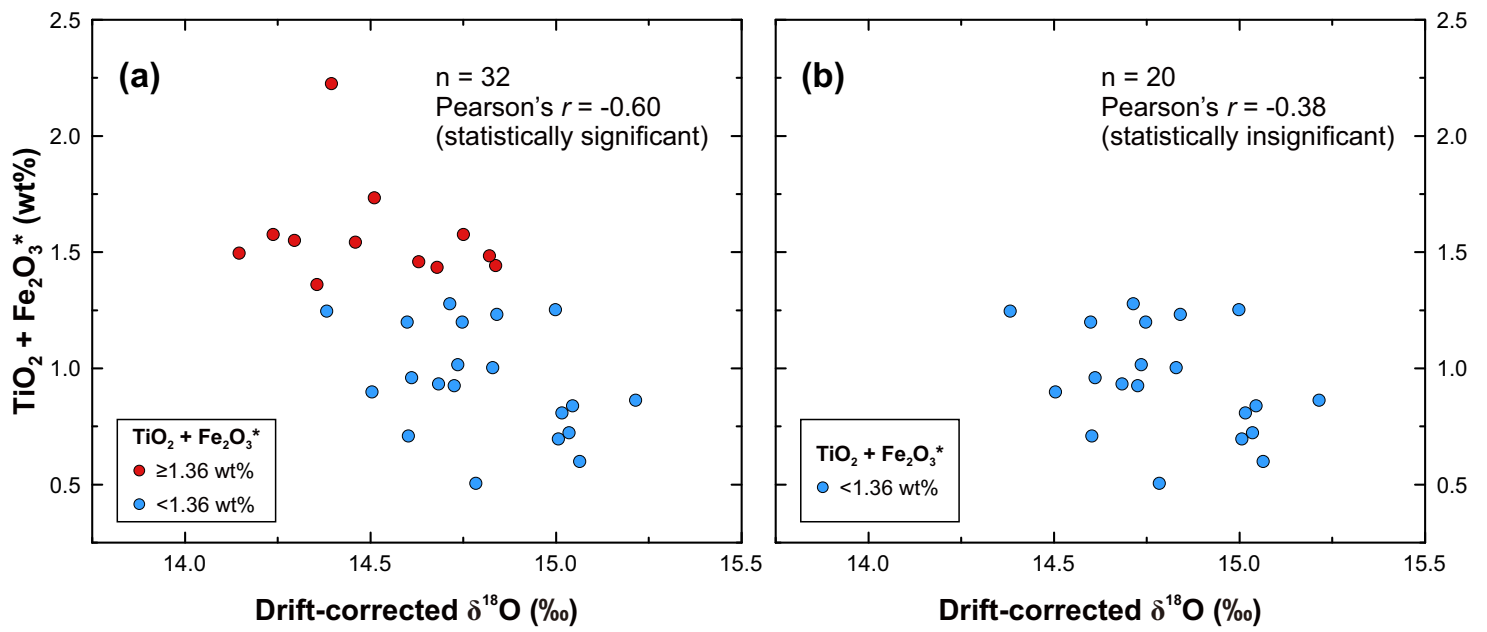 (a)
n = 32
Pearson's r = -0.60
(statistically significant)
TiO₂ + Fe₂O₃* (wt%)
2.5
2.0
1.5
1.0
0.5
TiO₂ + Fe₂O₃*
≥1.36 wt%
<1.36 wt%
14.0 14.5 15.0 15.5
Drift-corrected δ¹⁸O (‰)
(b)
n = 20
Pearson's r = -0.38
(statistically insignificant)
2.5
2.0
1.5
1.0
0.5
TiO₂ + Fe₂O₃*
<1.36 wt%
14.0 14.5 15.0 15.5
Drift-corrected δ¹⁸O (‰)